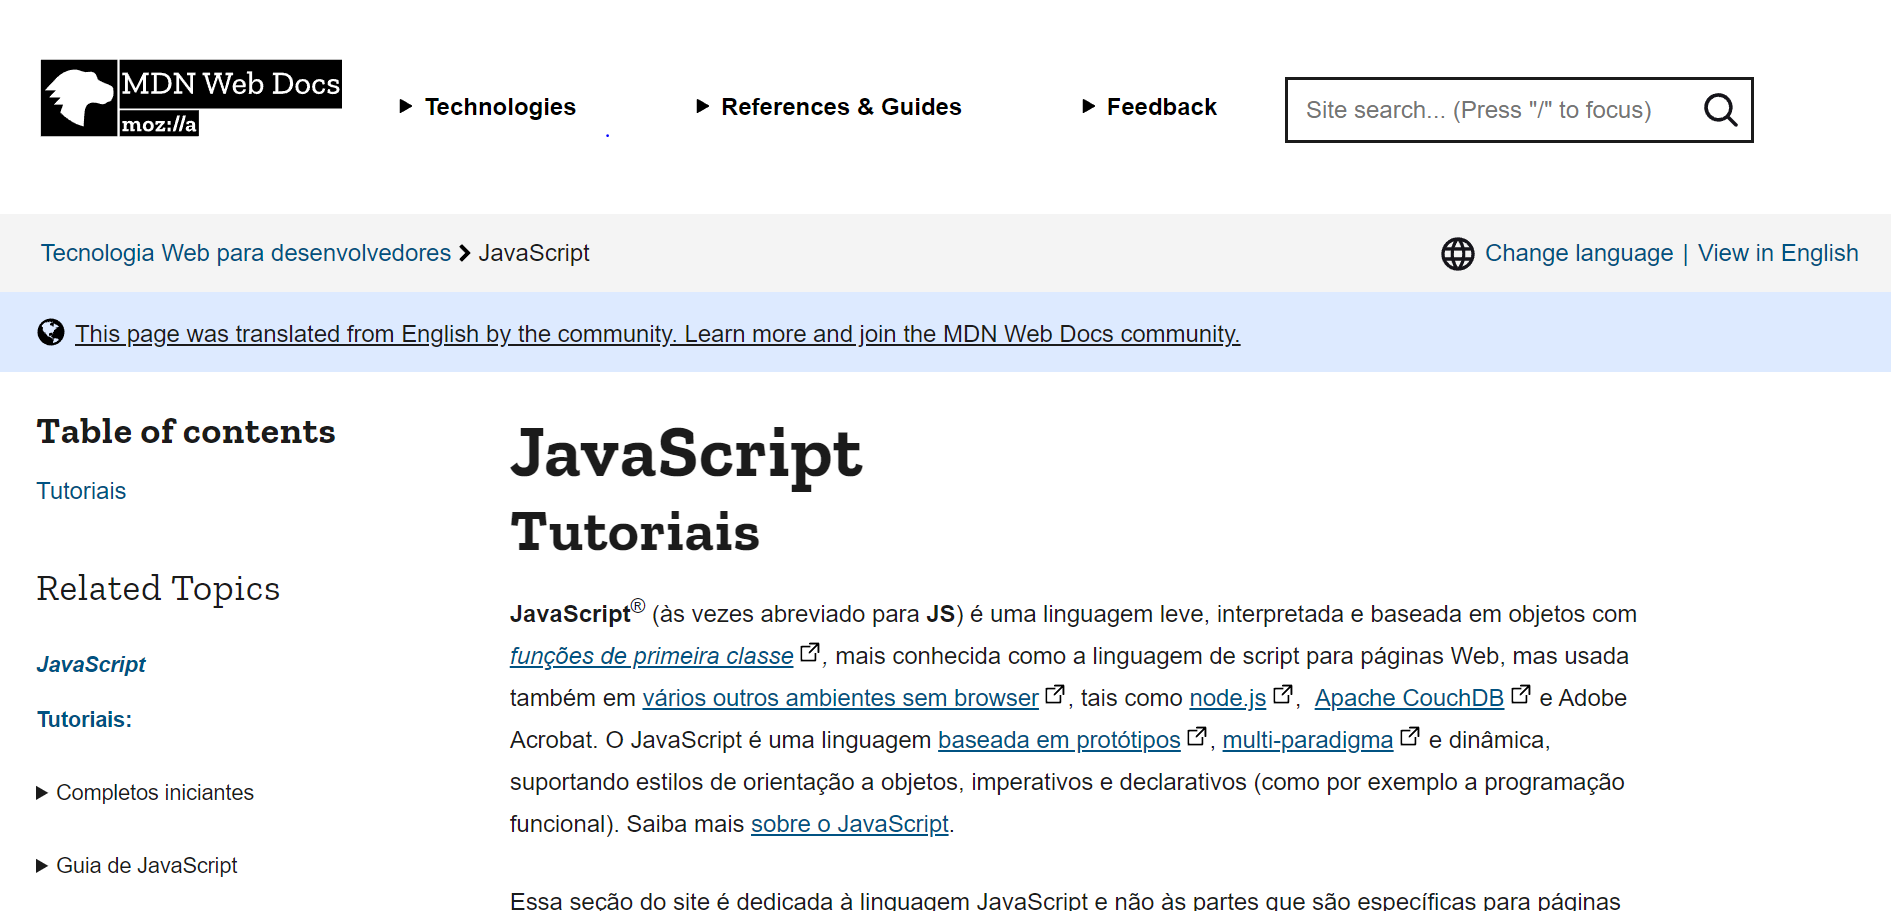 MDN Web Docs
moz://a
Technologies
References & Guides
Feedback
Site search... (Press "/" to focus)
Tecnologia Web para desenvolvedores
JavaScript
Change language | View in English
This page was translated from English by the community. Learn more and join the MDN Web Docs community.
Table of contents
Tutoriais
Related Topics
JavaScript
Tutoriais:
Completos iniciantes
Guia de JavaScript
JavaScript
Tutoriais
JavaScript® (às vezes abreviado para JS) é uma linguagem leve, interpretada e baseada em objetos com
funções de primeira classe, mais conhecida como a linguagem de script para páginas Web, mas usada
também em vários outros ambientes sem browser, tais como node.js, Apache CouchDB e Adobe
Acrobat. O JavaScript é uma linguagem baseada em protótipos, multi-paradigma e dinâmica,
suportando estilos de orientação a objetos, imperativos e declarativos (como por exemplo a programação
funcional). Saiba mais sobre o JavaScript.
Essa seção do site é dedicada à linguagem JavaScript e não às partes que são específicas para páginas